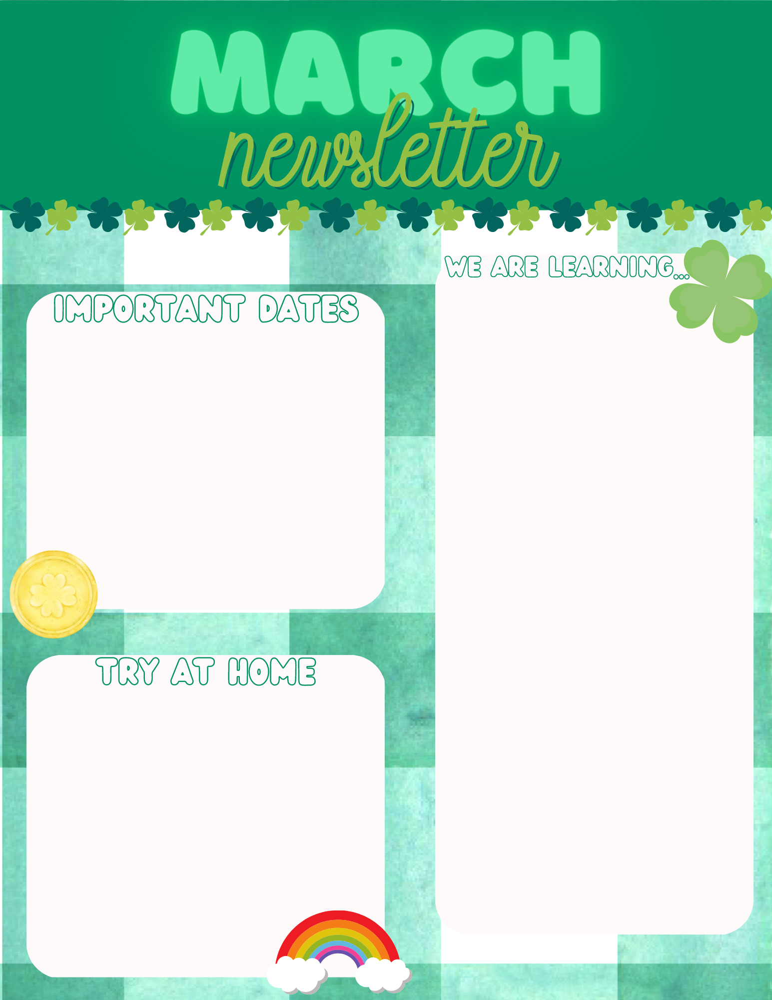 MARCH
newsletter
IMPORTANT DATES
TRY AT HOME
WE ARE LEARNING...